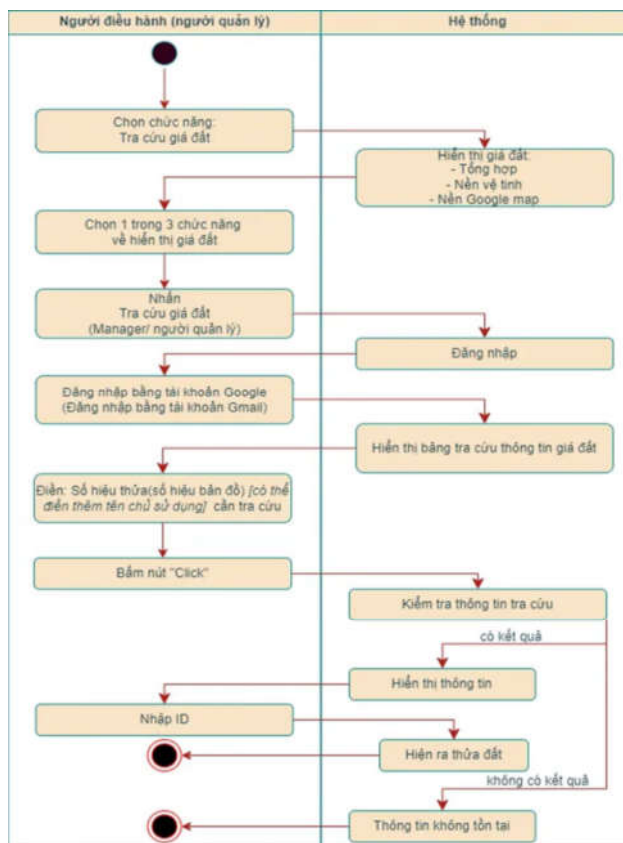 Người điều hành (người quản lý)
Hệ thống
Chọn chức năng:
Tra cứu giá đất
Hiển thị giá đất:
- Tổng hợp
- Nền vệ tinh
- Nền Google map
Chọn 1 trong 3 chức năng
về hiển thị giá đất
Nhấn
Tra cứu giá đất
(Manager/ người quản lý)
Đăng nhập
Đăng nhập bằng tài khoản Google
(Đăng nhập bằng tài khoản Gmail)
Hiển thị bảng tra cứu thông tin giá đất
Điền: Số hiệu thửa(số hiệu bản đồ) [có thể
điền thêm tên chủ sử dụng] cần tra cứu
Bấm nút "Click"
Kiểm tra thông tin tra cứu
có kết quả
Hiển thị thông tin
Nhập ID
Hiện ra thửa đất
không có kết quả
Thông tin không tồn tại